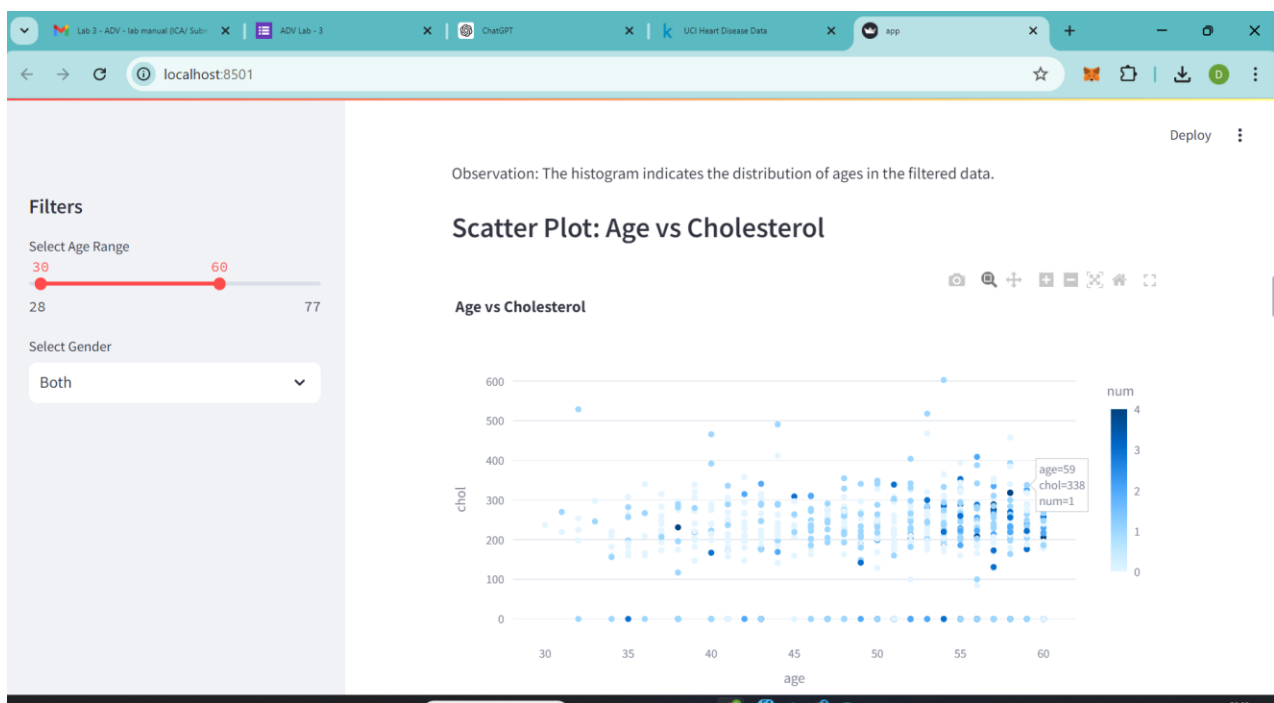 Lab 3 - ADV - lab manual (ICA/ Subm
ADV Lab - 3
ChatGPT
UCI Heart Disease Data
app
localhost:8501
D
Deploy
Observation: The histogram indicates the distribution of ages in the filtered data.
Filters
Scatter Plot: Age vs Cholesterol
Select Age Range
30 60
28 77
Age vs Cholesterol
Select Gender
Both
600
500
400
300
200
100
0
chol
30 35 40 45 50 55 60
age
age=59
chol=338
num=1
num
4
3
2
1
0